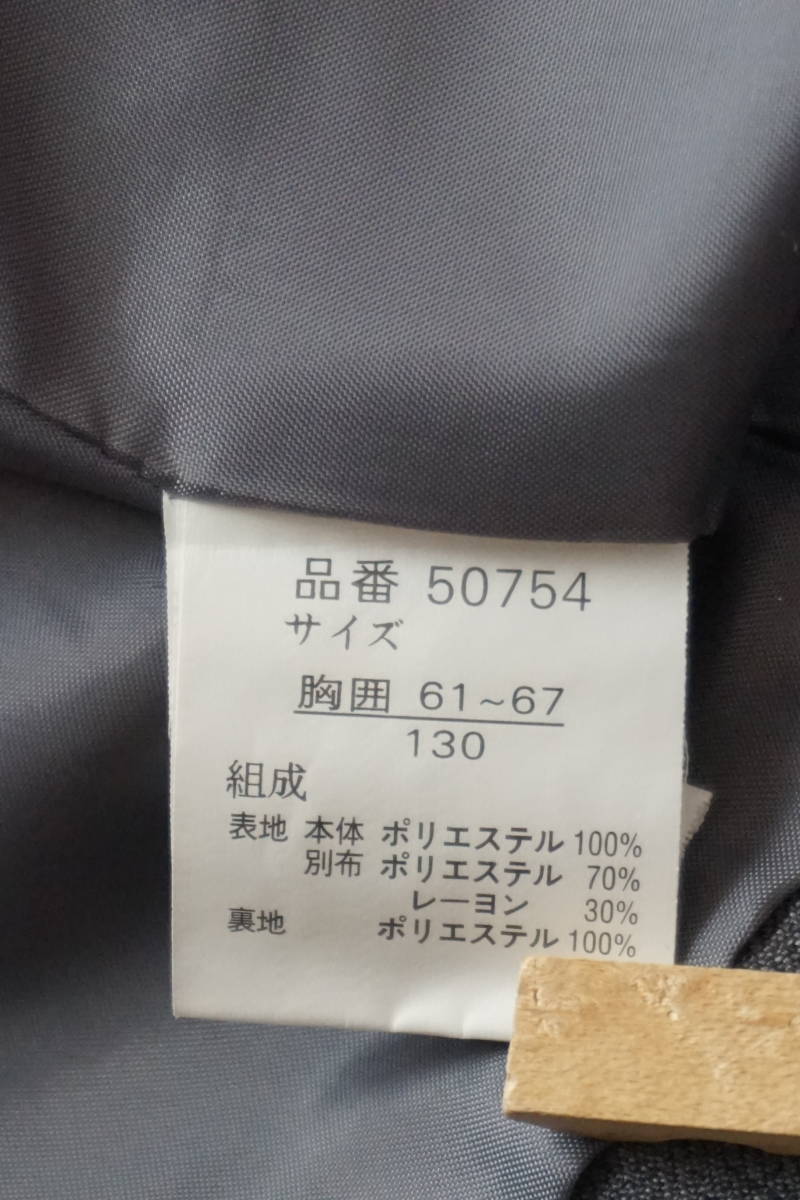 品番 50754
サイズ
胸囲 61~67
130
組成
表地 本体 ポリエステル 100%
別布 ポリエステル 70%
レーヨン 30%
裏地 ポリエステル 100%